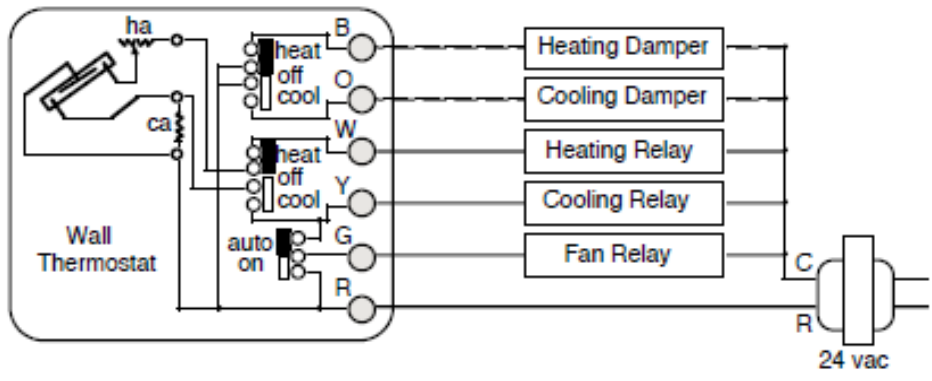 ha
B
heat
off
cool
O
Heating Damper
Cooling Damper
ca
W
heat
off
cool
Heating Relay
Y
Cooling Relay
Wall
Thermostat
auto
on
G
Fan Relay
R
C
R
24 vac